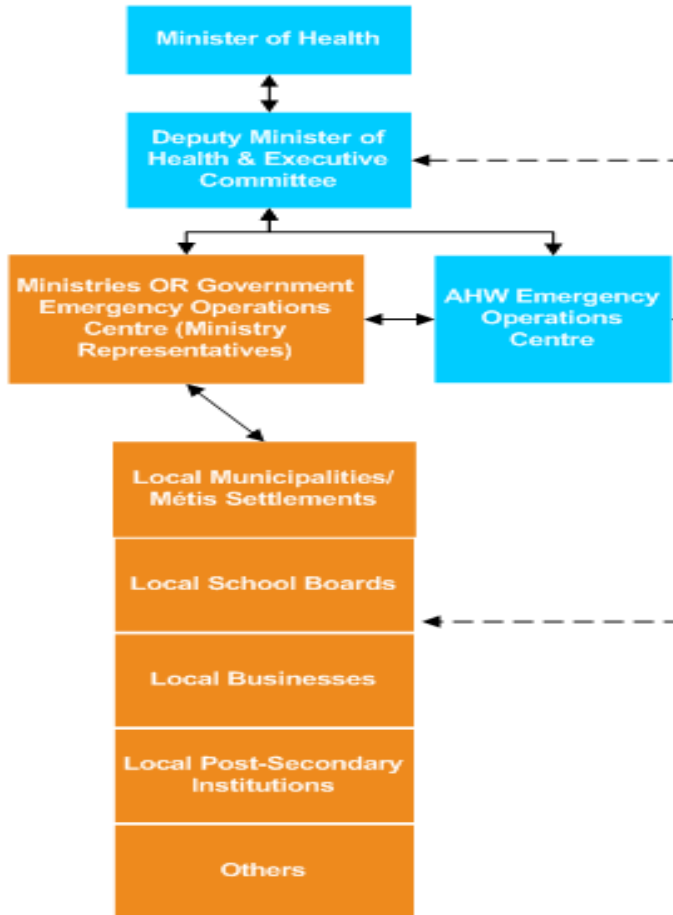 Minister of Health
Deputy Minister of
Health & Executive
Committee
Ministries OR Government
Emergency Operations
Centre (Ministry
Representatives)
AHW Emergency
Operations
Centre
Local Municipalities/
Métis Settlements
Local School Boards
Local Businesses
Local Post-Secondary
Institutions
Others